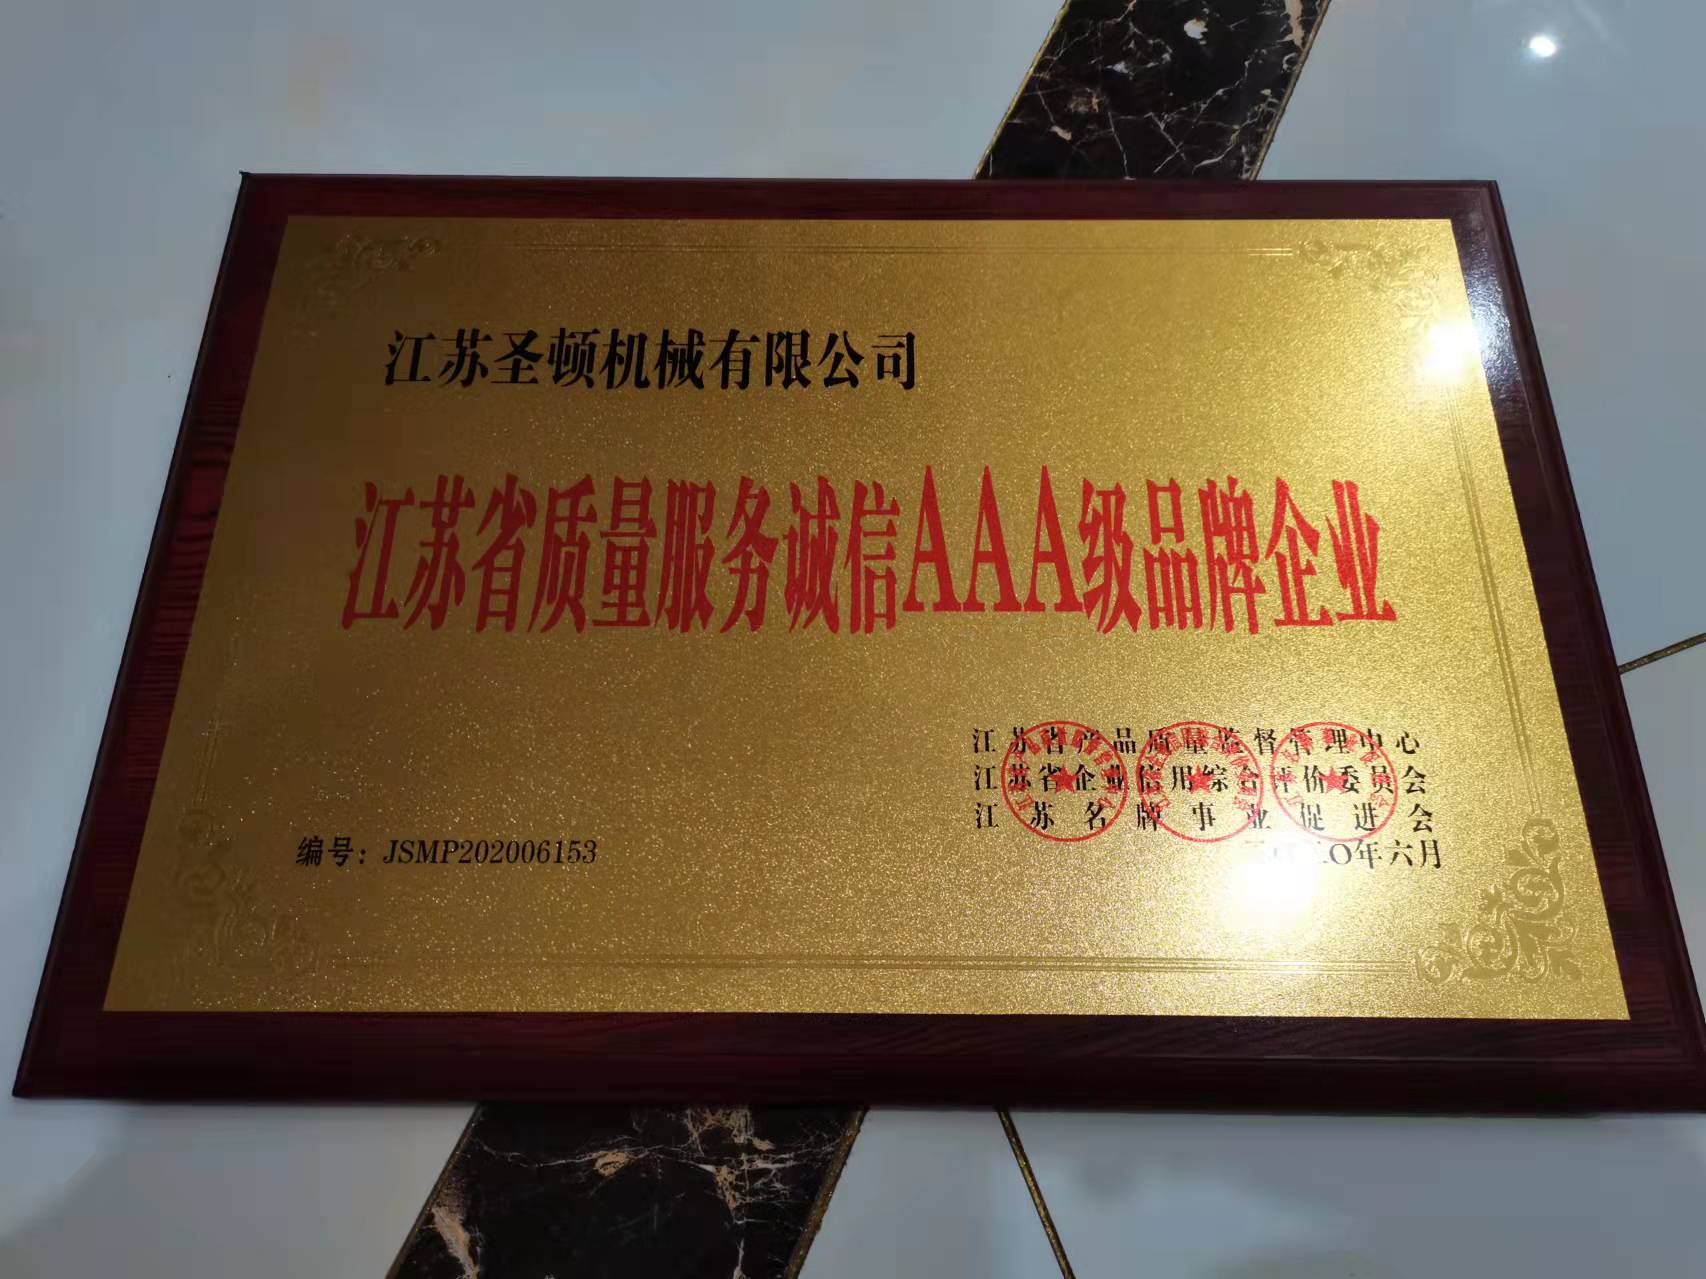 江苏圣顿机械有限公司
江苏省质量服务诚信AAA级品牌企业
江苏省产品质量监督管理中心
江苏省企业信用综合评价委员会
江苏名牌事业促进会
编号：JSMP202006153
O年六月